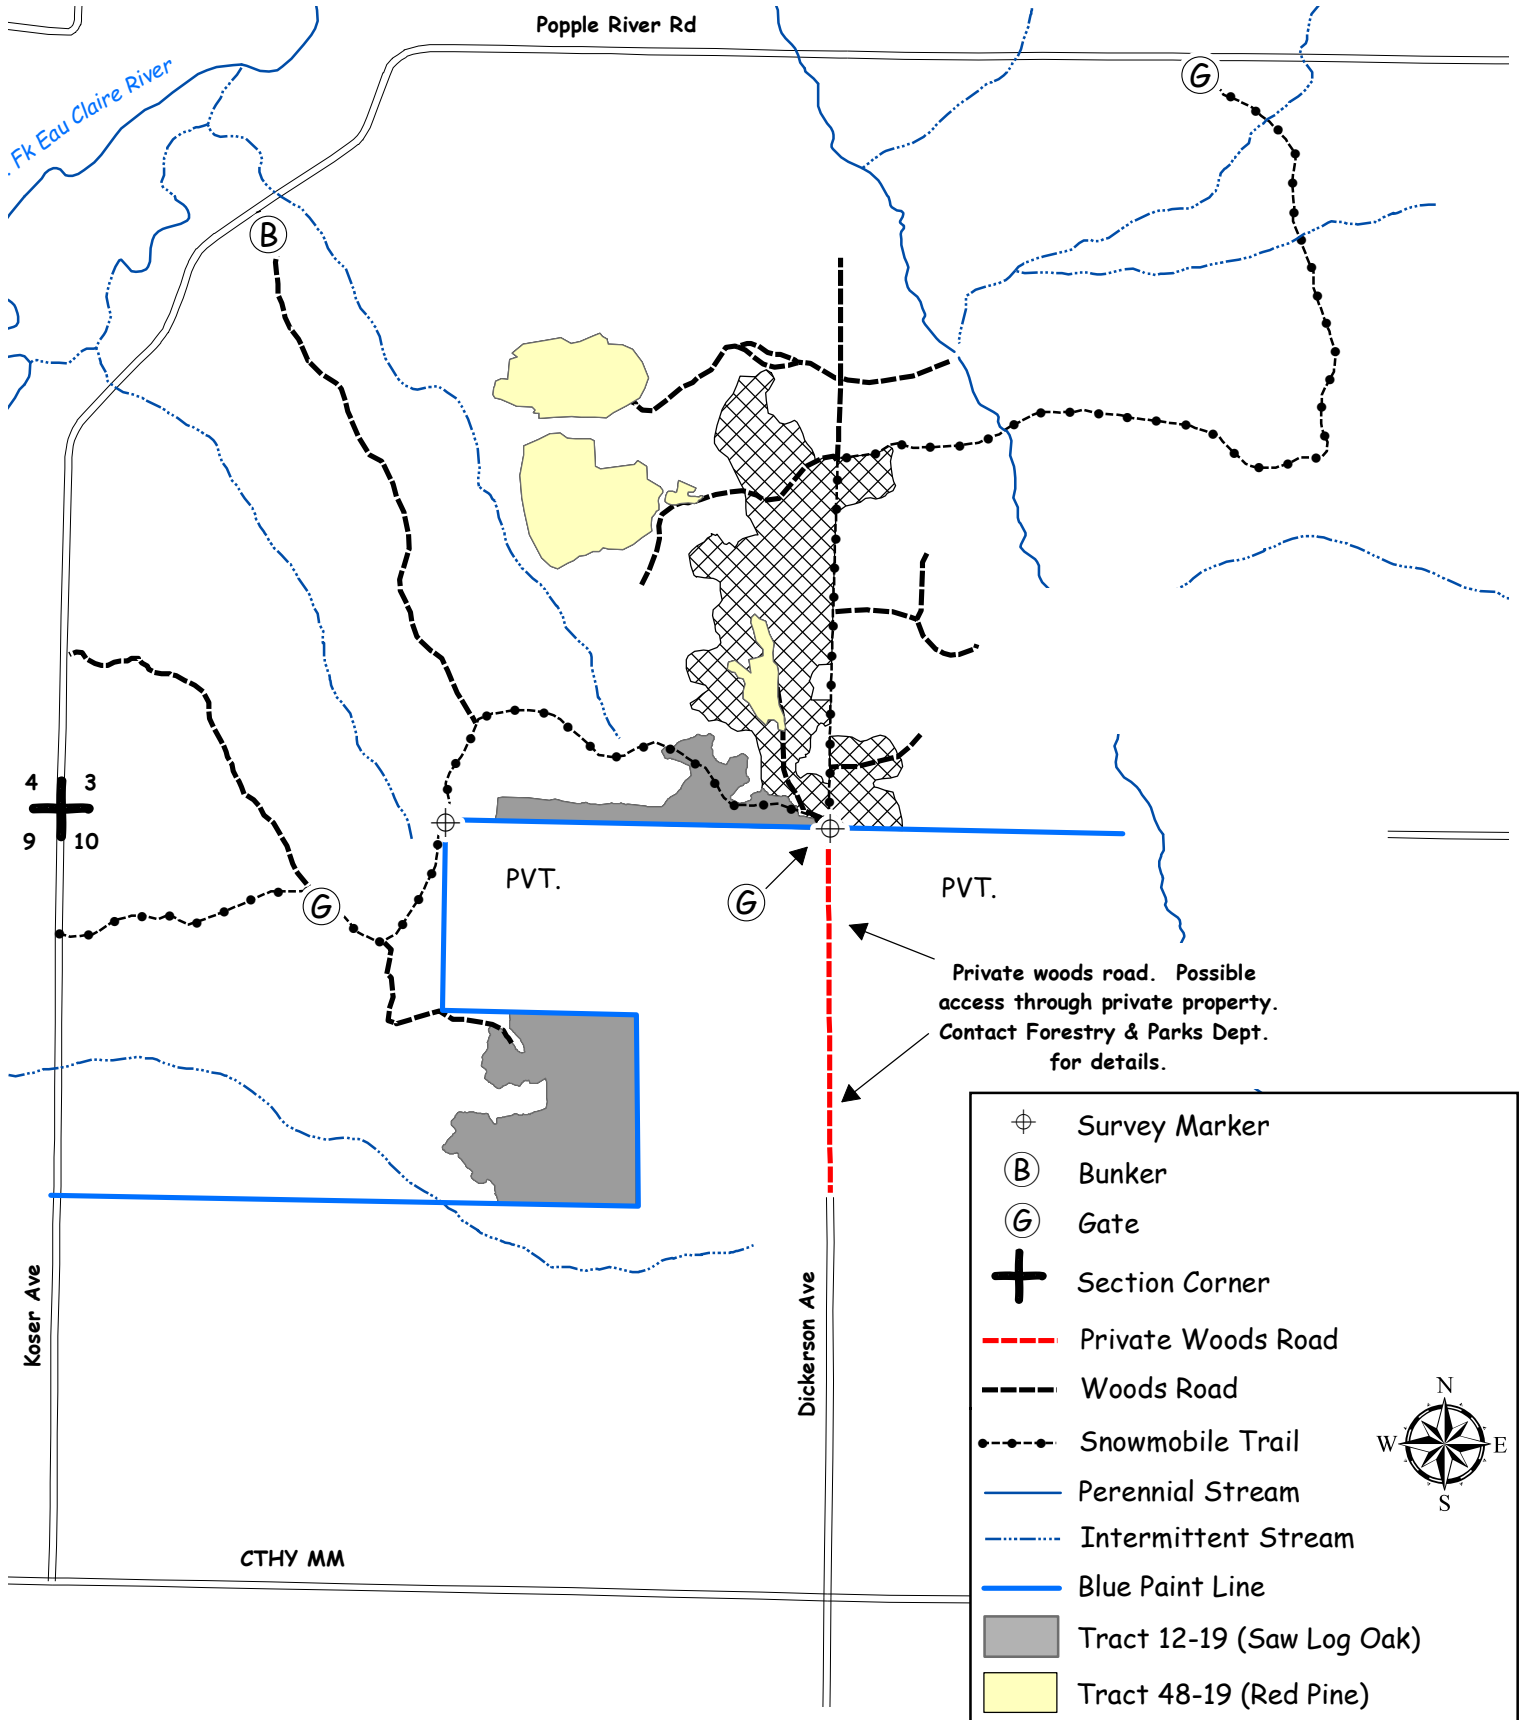 Popple River Rd
G
. Fk Eau Claire River
B
4 3
9 10
G
PVT.
G
PVT.
Private woods road. Possible
access through private property.
Contact Forestry & Parks Dept.
for details.
Koser Ave
Dickerson Ave
CTHY MM
Survey Marker
B Bunker
G Gate
Section Corner
Private Woods Road
Woods Road
Snowmobile Trail
Perennial Stream
Intermittent Stream
Blue Paint Line
Tract 12-19 (Saw Log Oak)
Tract 48-19 (Red Pine)
N
W E
S